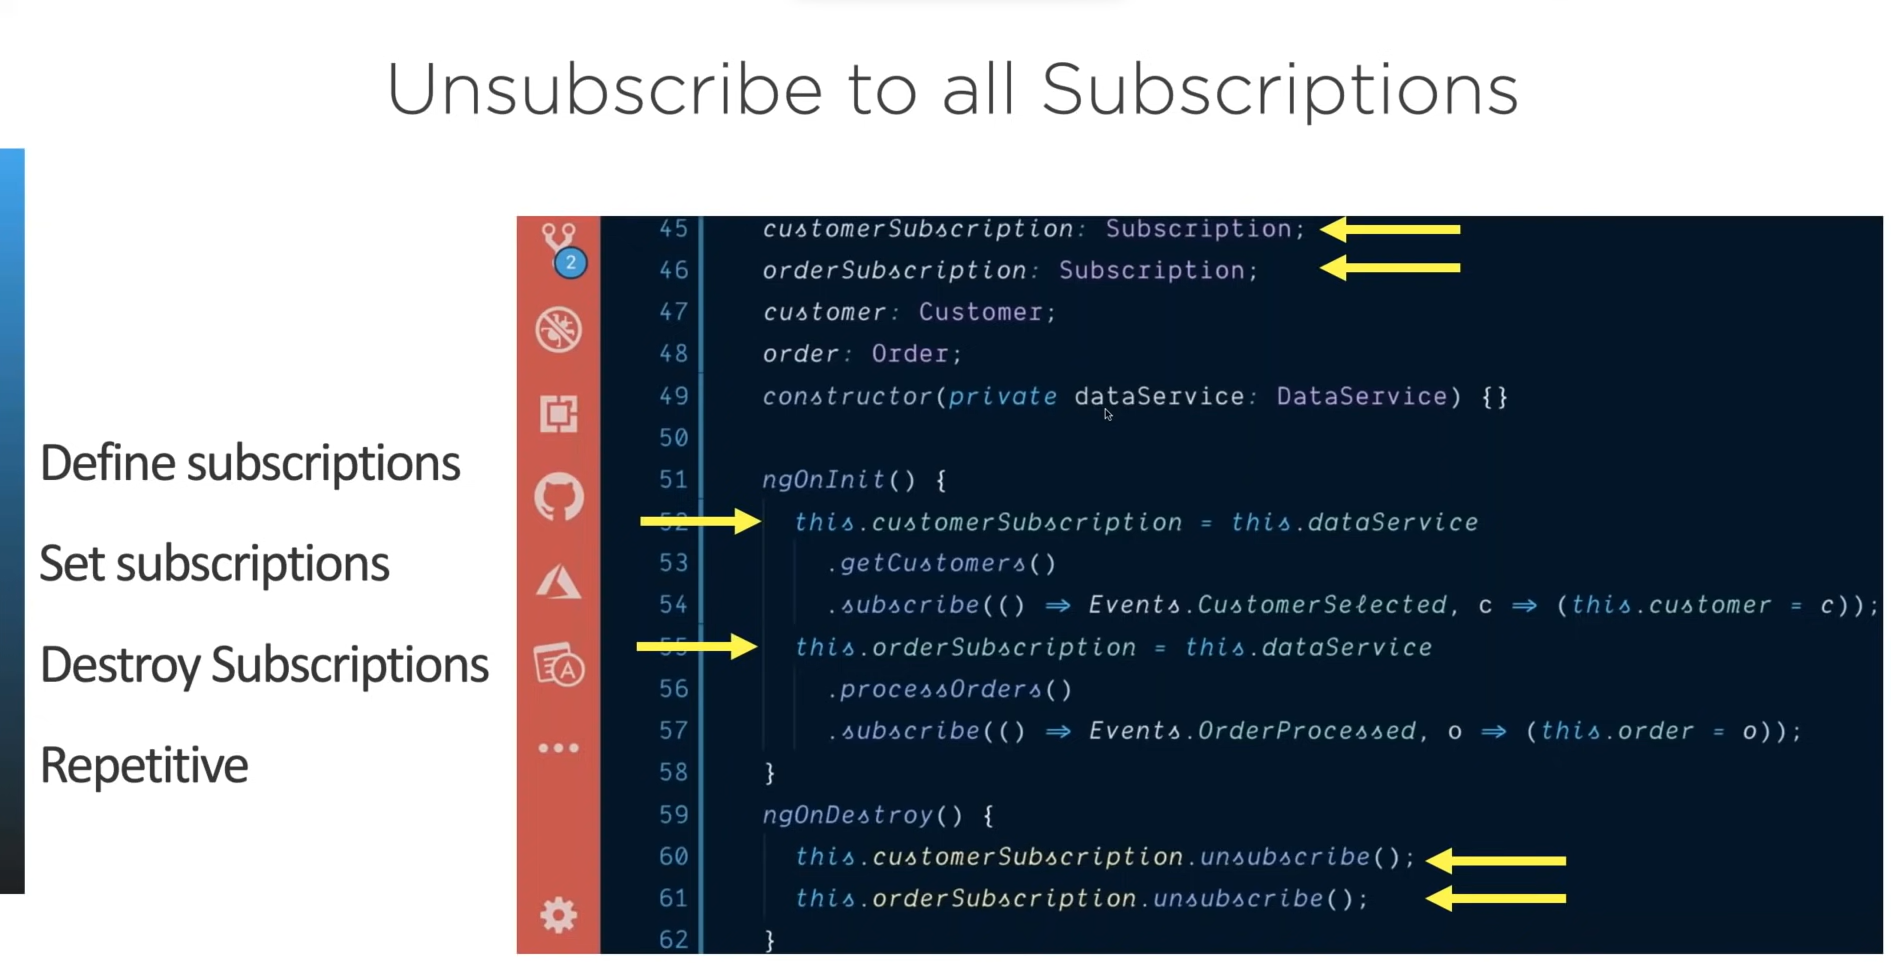 Unsubscribe to all Subscriptions
Define subscriptions
Set subscriptions
Destroy Subscriptions
Repetitive
2
45 customerSubscription: Subscription;
46 orderSubscription: Subscription;
47 customer: Customer;
48 order: Order;
49 constructor(private dataService: DataService) {}
50
51 ngOnInit() {
52 this.customerSubscription = this.dataService
53 .getCustomers()
54 .subscribe(() ⇒ Events.CustomerSelected, c ⇒ (this.customer = c));
55 this.orderSubscription = this.dataService
56 .processOrders()
57 .subscribe(() ⇒ Events.OrderProcessed, o ⇒ (this.order = o));
58 }
59 ngOnDestroy() {
60 this.customerSubscription.unsubscribe();
61 this.orderSubscription.unsubscribe();
62 }